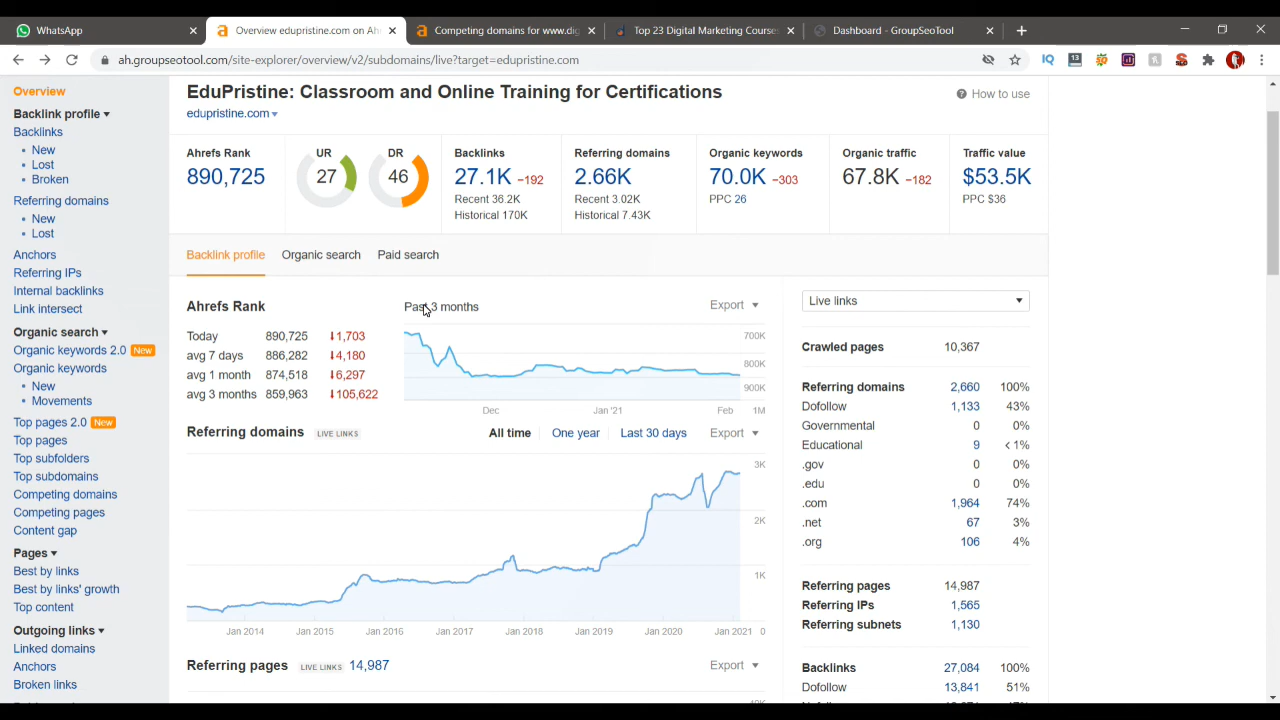 WhatsApp
Overview edupristine.com on Ah
Competing domains for www.dig
Top 23 Digital Marketing Courses
Dashboard - GroupSeoTool
ah.groupseotool.com/site-explorer/overview/v2/subdomains/live?target=edupristine.com
IQ
13
Overview
Backlink profile
Backlinks
New
Lost
Broken
Referring domains
New
Lost
Anchors
Referring IPs
Internal backlinks
Link intersect
Organic search
Organic keywords 2.0 New
Organic keywords
New
Movements
Top pages 2.0 New
Top pages
Top subfolders
Top subdomains
Competing domains
Competing pages
Content gap
Pages
Best by links
Best by links' growth
Top content
Outgoing links
Linked domains
Anchors
Broken links
EduPristine: Classroom and Online Training for Certifications
How to use
edupristine.com
Ahrefs Rank
890,725
UR
27
DR
46
Backlinks
27.1K −192
Recent 36.2K
Historical 170K
Referring domains
2.66K
Recent 3.02K
Historical 7.43K
Organic keywords
70.0K −303
PPC 26
Organic traffic
67.8K −182
Traffic value
$53.5K
PPC $36
Backlink profile Organic search Paid search
Ahrefs Rank
Today 890,725 ↓1,703
avg 7 days 886,282 ↓4,180
avg 1 month 874,518 ↓6,297
avg 3 months 859,963 ↓105,622
Past 3 months
Export
700K
800K
900K
1M
Dec Jan '21 Feb
Referring domains LIVE LINKS
All time One year Last 30 days Export
3K
2K
1K
0
Jan 2014 Jan 2015 Jan 2016 Jan 2017 Jan 2018 Jan 2019 Jan 2020 Jan 2021
Referring pages LIVE LINKS 14,987
Export
Live links
Crawled pages 10,367
Referring domains 2,660 100%
Dofollow 1,133 43%
Governmental 0 0%
Educational 9 < 1%
.gov 0 0%
.edu 0 0%
.com 1,964 74%
.net 67 3%
.org 106 4%
Referring pages 14,987
Referring IPs 1,565
Referring subnets 1,130
Backlinks 27,084 100%
Dofollow 13,841 51%